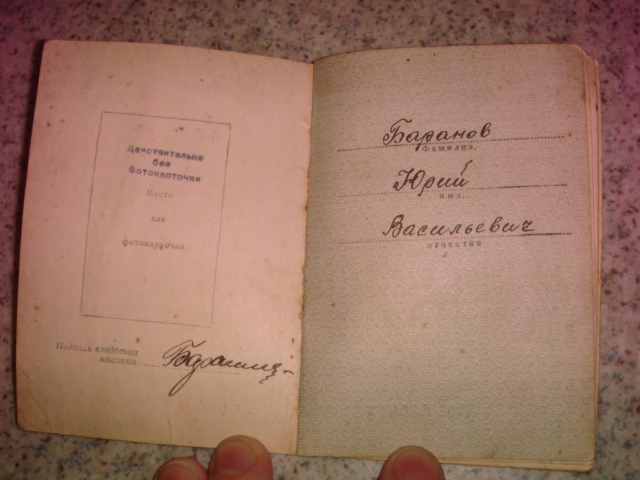 Действительна
без
Фотокарточки
Место
для
фотокарточки
Подпись владельца
книжки
Баранов
фамилия,
Юрий
имя,
Васильевич
отчество